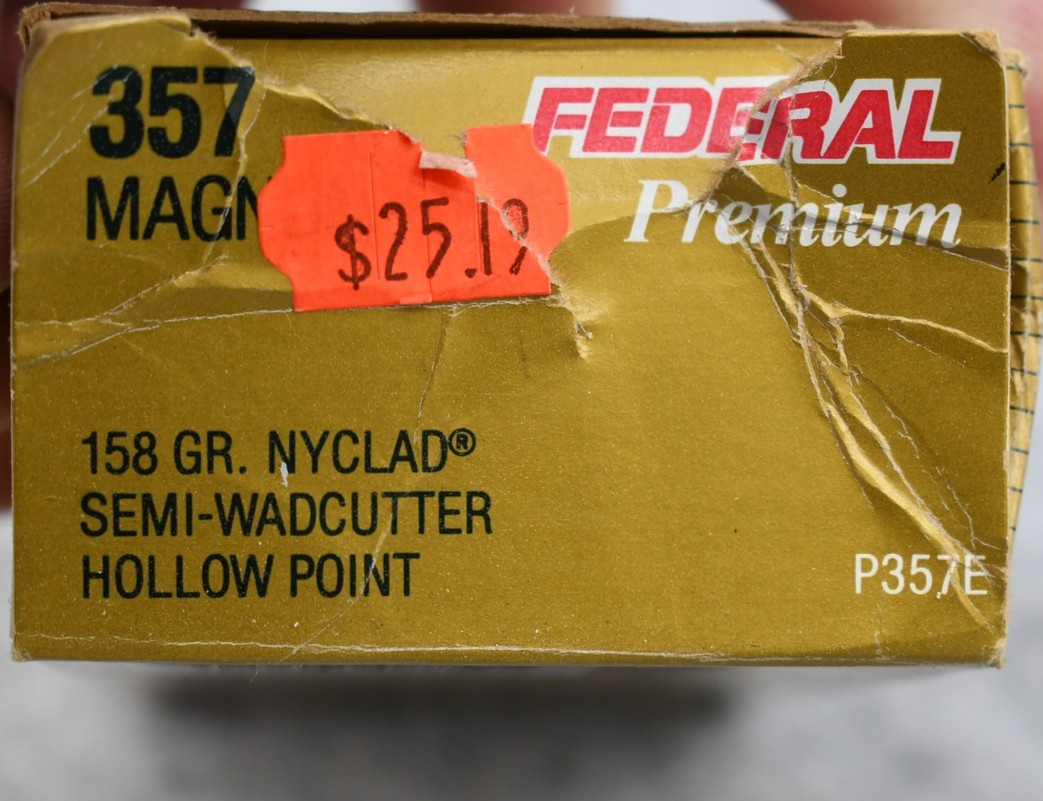 357
MAGN
FEDERAL
Premium
$25.19
158 GR. NYCLAD®
SEMI-WADCUTTER
HOLLOW POINT
P357E